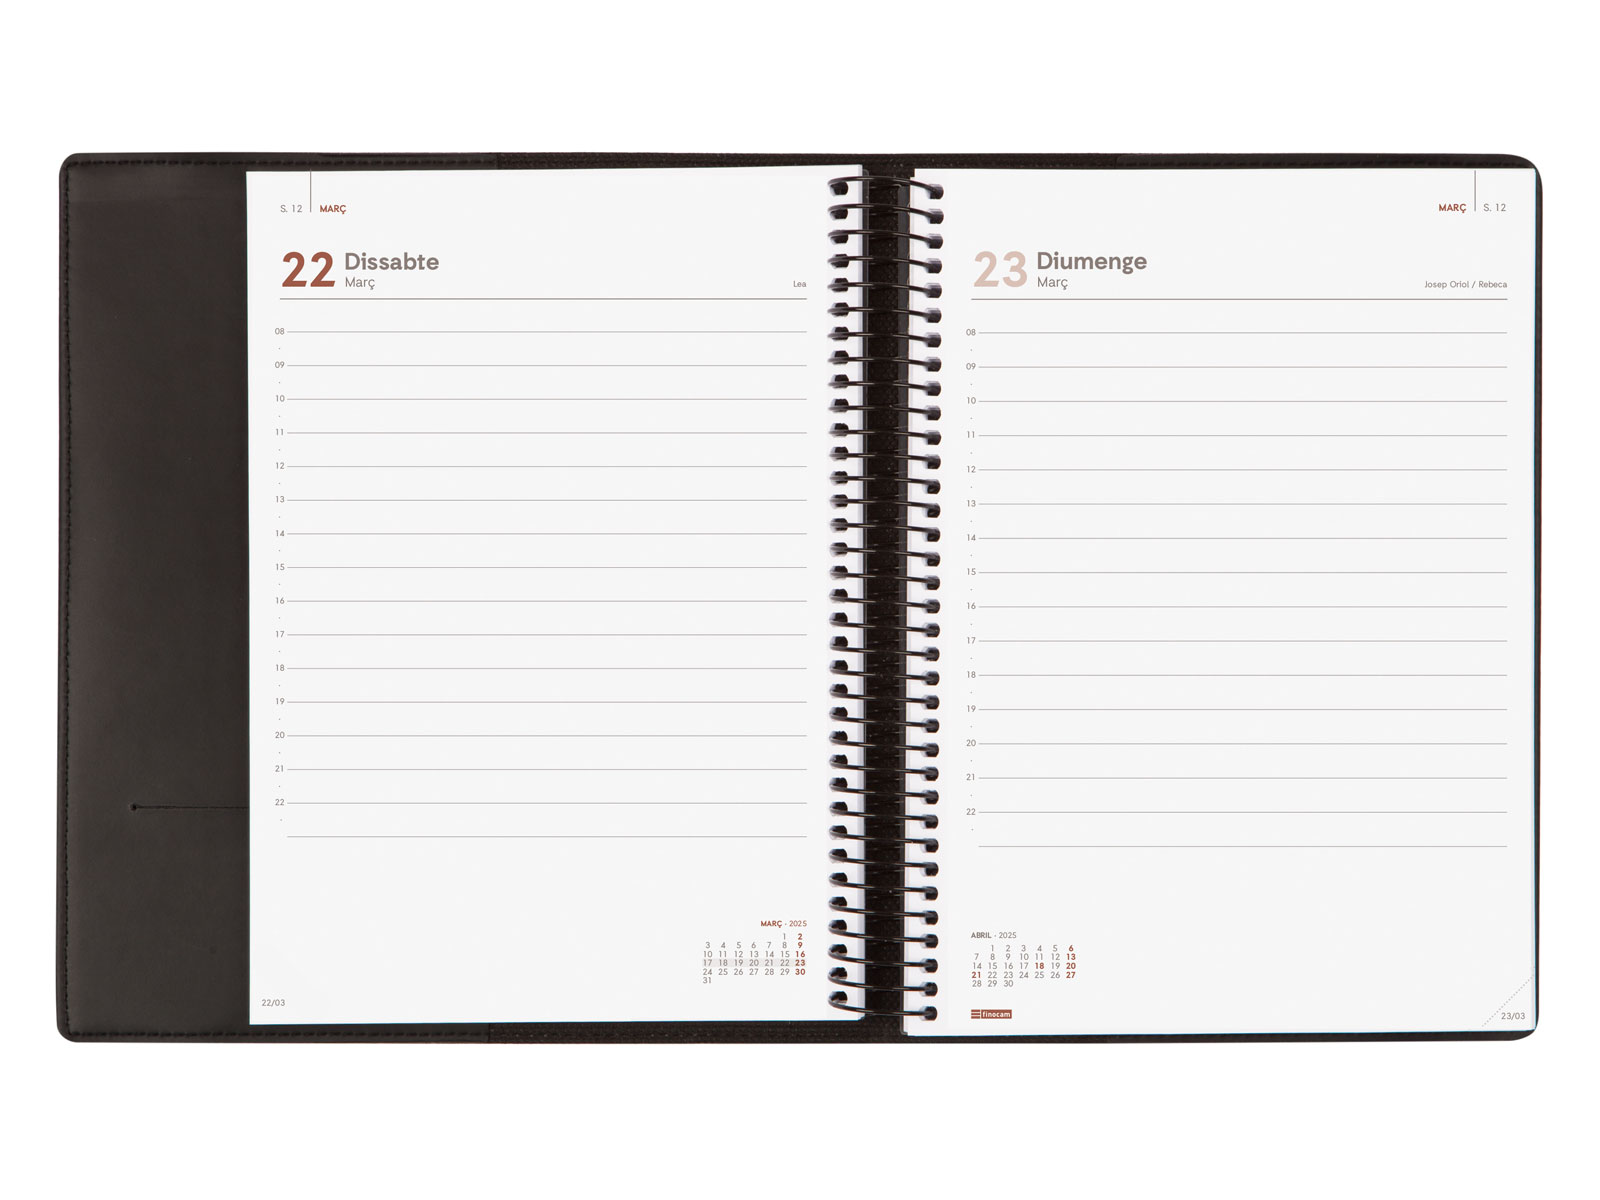 S. 12 MARÇ
22 Dissabte
Març
Lea
08
09
10
11
12
13
14
15
16
17
18
19
20
21
22
MARÇ - 2025
1 2
3 4 5 6 7 8 9
10 11 12 13 14 15 16
17 18 19 20 21 22 23
24 25 26 27 28 29 30
31
22/03
MARÇ S. 12
23 Diumenge
Març
Josep Oriol / Rebeca
08
09
10
11
12
13
14
15
16
17
18
19
20
21
22
ABRIL - 2025
1 2 3 4 5 6
7 8 9 10 11 12 13
14 15 16 17 18 19 20
21 22 23 24 25 26 27
28 29 30
finocam
23/03